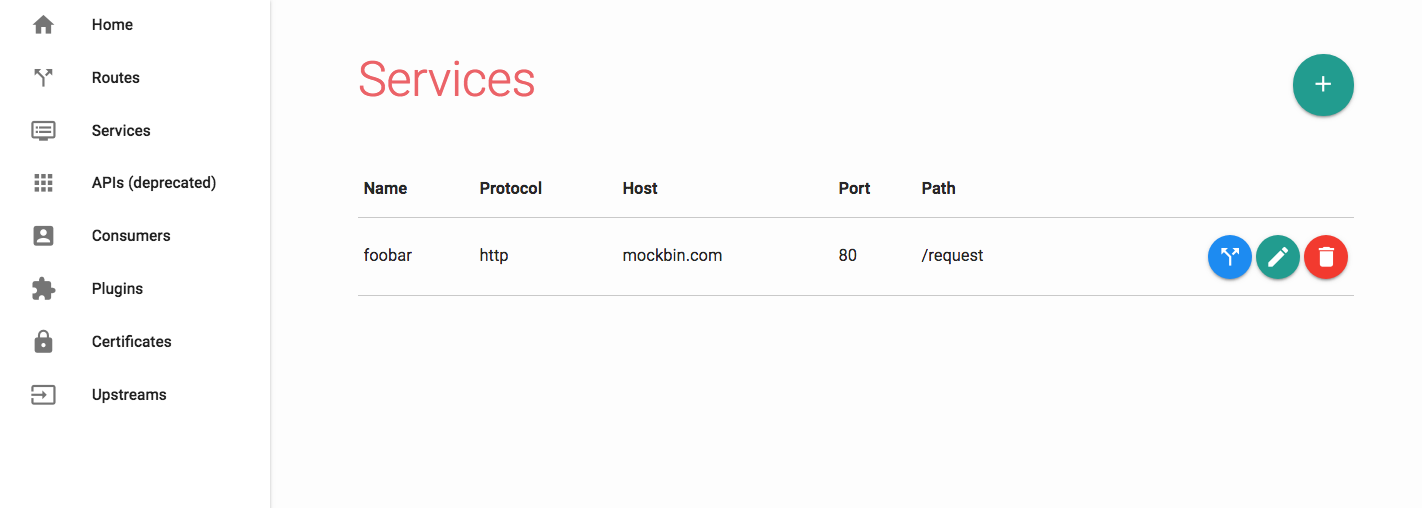 Home
Routes
Services
APIs (deprecated)
Consumers
Plugins
Certificates
Upstreams
Services
Name Protocol Host Port Path
foobar http mockbin.com 80 /request